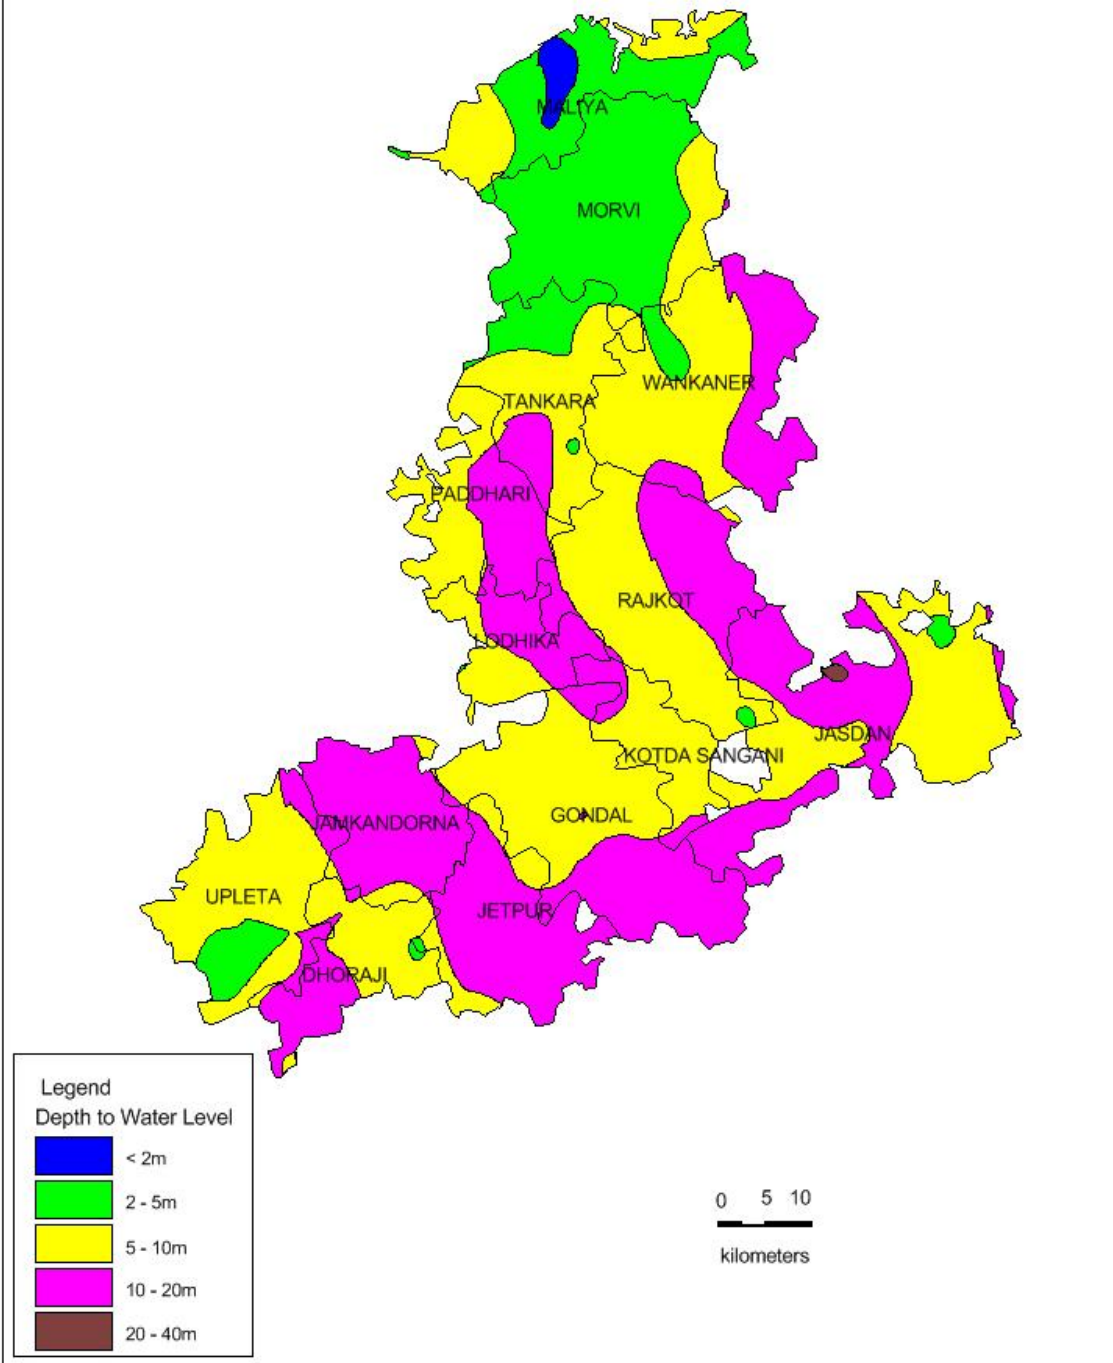 MALIYA
MORVI
WANKANER
TANKARA
PADDHARI
RAJKOT
LODHIKA
JASDAN
KOTDA SANGANI
GONDAL
JAMKANDORNA
UPLETA
JETPUR
DHORAJI
Legend
Depth to Water Level
< 2m
2 - 5m
5 - 10m
10 - 20m
20 - 40m
0 5 10
kilometers